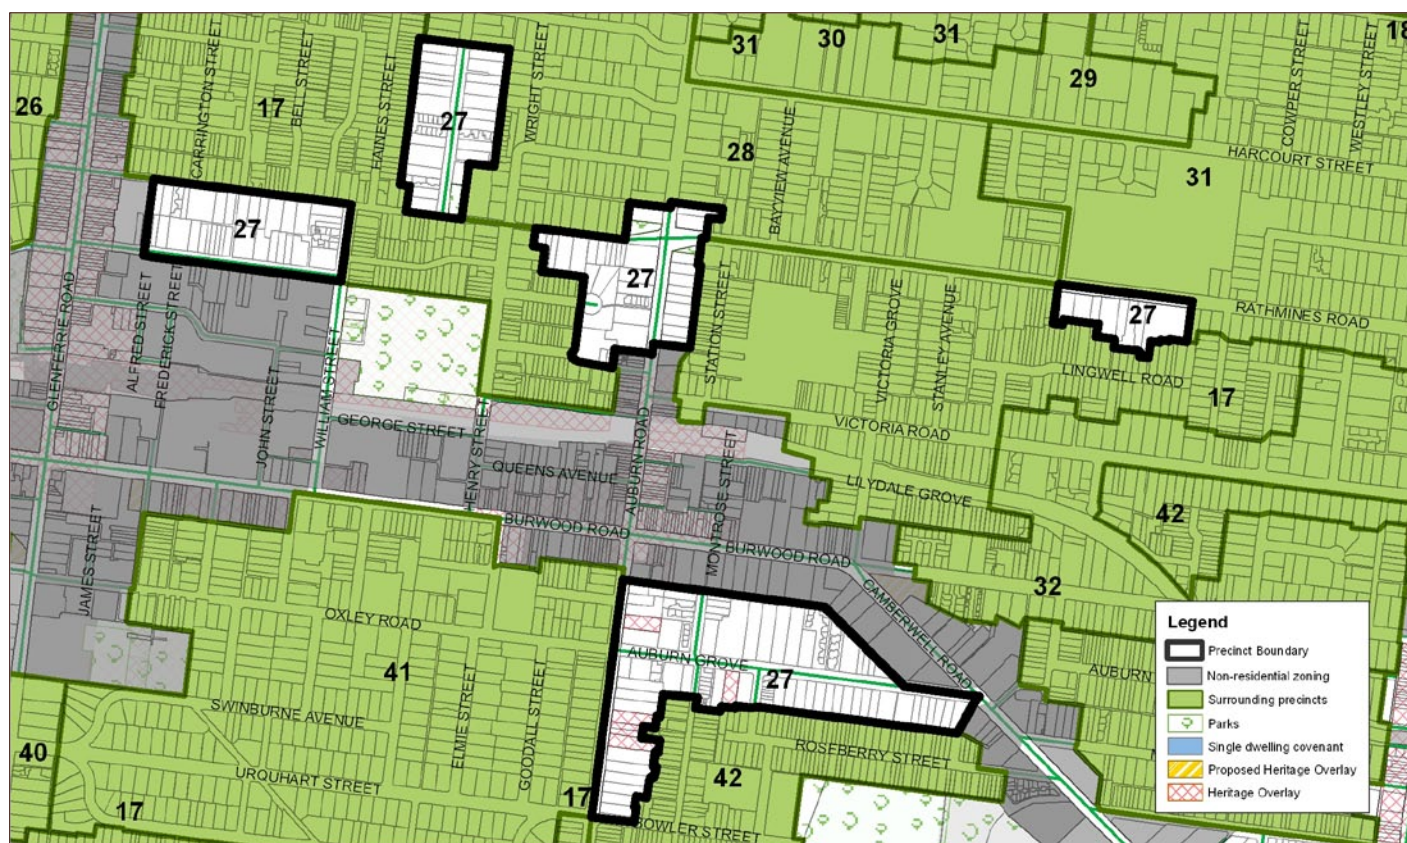 31
30
31
18
29
26
17
CARRINGTON STREET
BELL STREET
HAINES STREET
27
WRIGHT STREET
28
BAYVIEW AVENUE
COWPER STREET
WESTLEY STREET
HARCOURT STREET
31
27
27
27
RATHMINES ROAD
GLENFERRIE ROAD
ALFRED STREET
FREDERICK STREET
JOHN STREET
WILLIAM STREET
GEORGE STREET
HENRY STREET
QUEENS AVENUE
AUBURN ROAD
STATION STREET
VICTORIA GROVE
STANLEY AVENUE
LINGWELL ROAD
17
VICTORIA ROAD
LILYDALE GROVE
42
BURWOOD ROAD
MONTROSE STREET
BURWOOD ROAD
CAMBERWELL ROAD
32
JAMES STREET
OXLEY ROAD
41
AUBURN GROVE
27
AUBURN
SWINBURNE AVENUE
ELMIE STREET
GOODALL STREET
ROSEBERRY STREET
40
URQUHART STREET
42
17
17
BOWLER STREET
Legend
Precinct Boundary
Non-residential zoning
Surrounding precincts
Parks
Single dwelling covenant
Proposed Heritage Overlay
Heritage Overlay